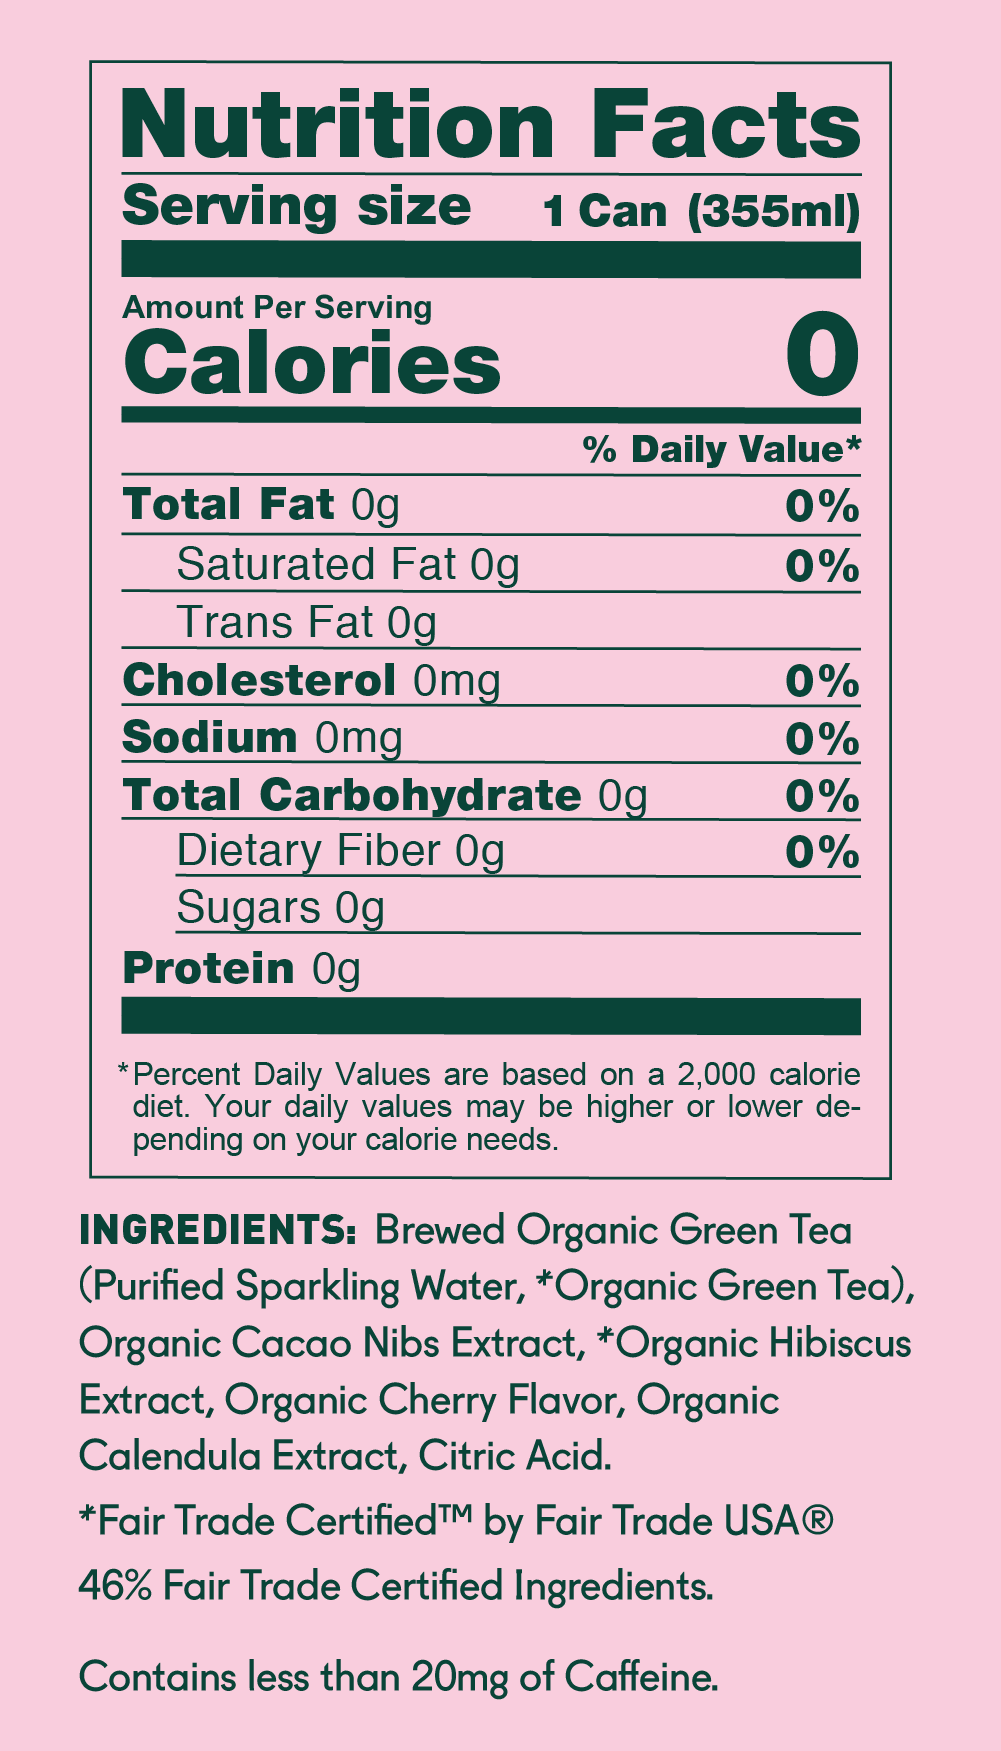 Nutrition Facts
Serving size 1 Can (355ml)
Amount Per Serving
Calories 0
% Daily Value*
Total Fat 0g 0%
Saturated Fat 0g 0%
Trans Fat 0g
Cholesterol 0mg 0%
Sodium 0mg 0%
Total Carbohydrate 0g 0%
Dietary Fiber 0g 0%
Sugars 0g
Protein 0g
*Percent Daily Values are based on a 2,000 calorie
diet. Your daily values may be higher or lower de-
pending on your calorie needs.
INGREDIENTS: Brewed Organic Green Tea
(Purified Sparkling Water, *Organic Green Tea),
Organic Cacao Nibs Extract, *Organic Hibiscus
Extract, Organic Cherry Flavor, Organic
Calendula Extract, Citric Acid.
*Fair Trade Certified™ by Fair Trade USA®
46% Fair Trade Certified Ingredients.
Contains less than 20mg of Caffeine.